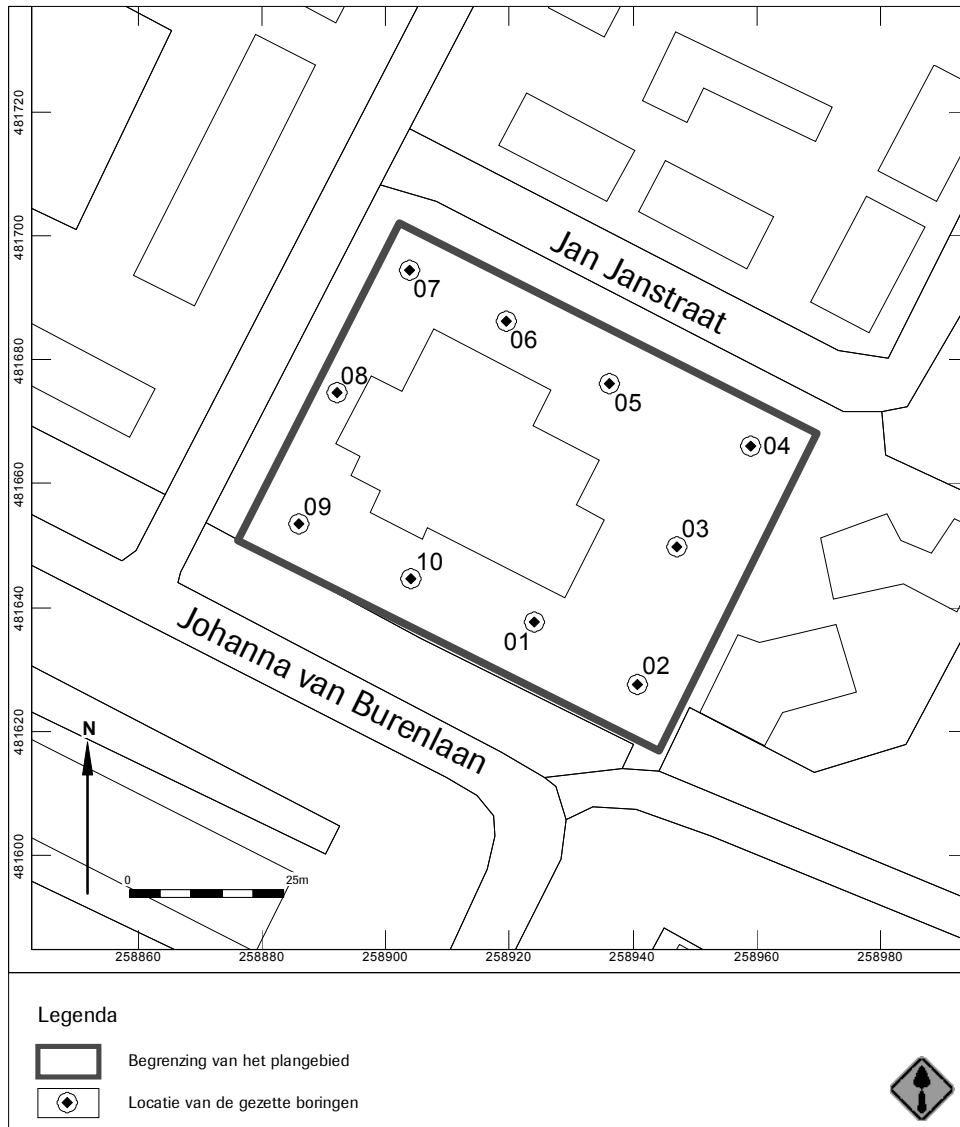 481720
481700
481680
481660
481640
481620
481600
Jan Janstraat
07
06
05
08
04
09
03
10
01
02
Johanna van Burenlaan
N
0 25m
258860 258880 258900 258920 258940 258960 258980
Legenda
Begrenzing van het plangebied
Locatie van de gezette boringen